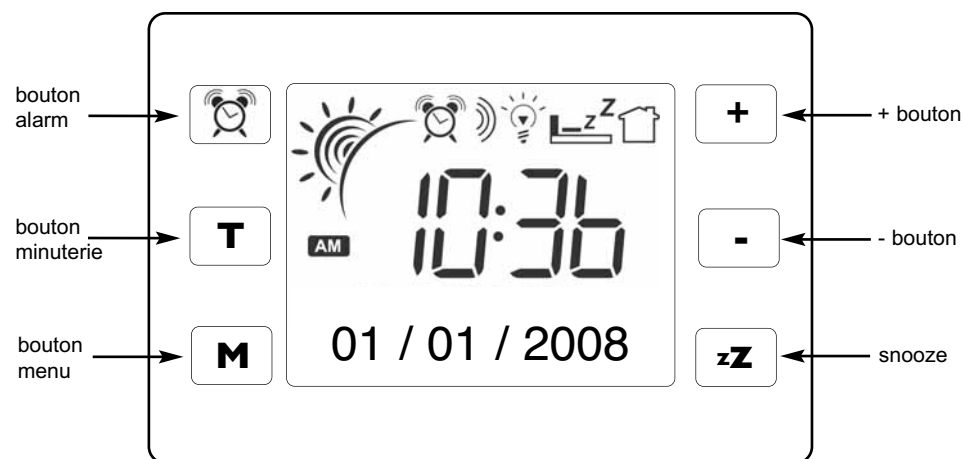 bouton
alarm
+
+ bouton
z Z
10:36
AM
bouton
minuterie
T
-
- bouton
01 / 01 / 2008
bouton
menu
M
zZ
snooze